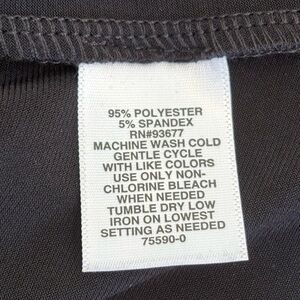 95% POLYESTER
5% SPANDEX
RN#93677
MACHINE WASH COLD
GENTLE CYCLE
WITH LIKE COLORS
USE ONLY NON-
CHLORINE BLEACH
WHEN NEEDED
TUMBLE DRY LOW
IRON ON LOWEST
SETTING AS NEEDED
75590-0